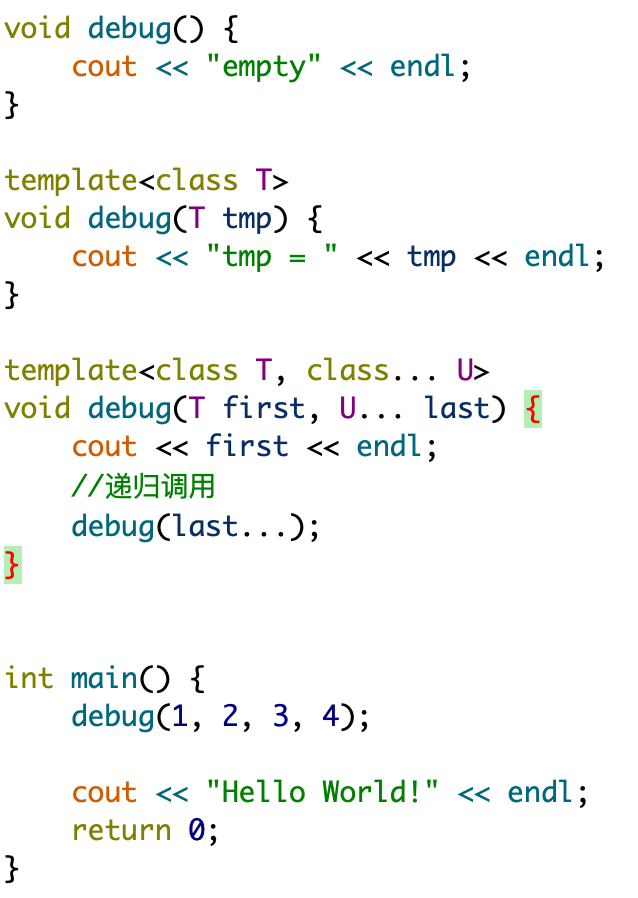 void debug() {
    cout << "empty" << endl;
}
template<class T>
void debug(T tmp) {
    cout << "tmp = " << tmp << endl;
}
template<class T, class... U>
void debug(T first, U... last) {
    cout << first << endl;
    //递归调用
    debug(last...);
}
int main() {
    debug(1, 2, 3, 4);
    cout << "Hello World!" << endl;
    return 0;
}